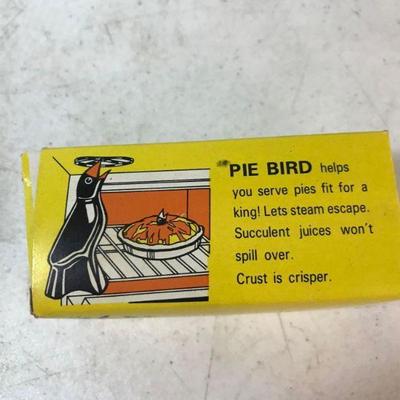 PIE BIRD helps
you serve pies fit for a
king! Lets steam escape.
Succulent juices won't
spill over.
Crust is crisper.